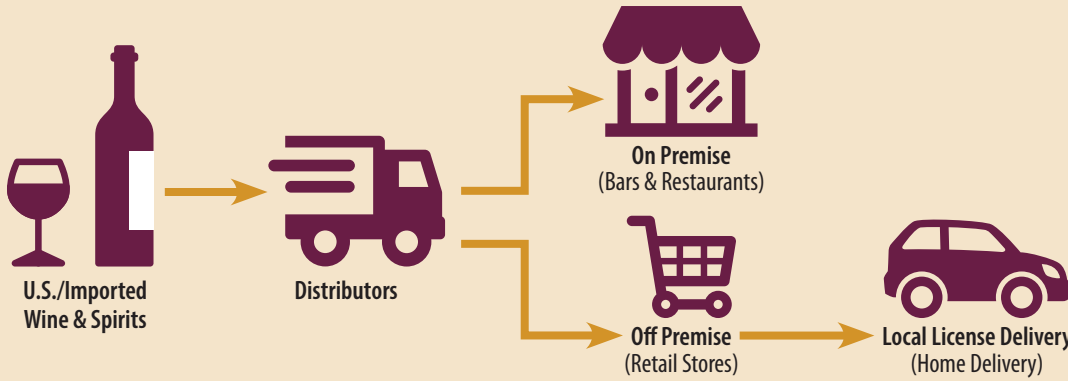 U.S./Imported
Wine & Spirits
Distributors
On Premise
(Bars & Restaurants)
Off Premise
(Retail Stores)
Local License Delivery
(Home Delivery)